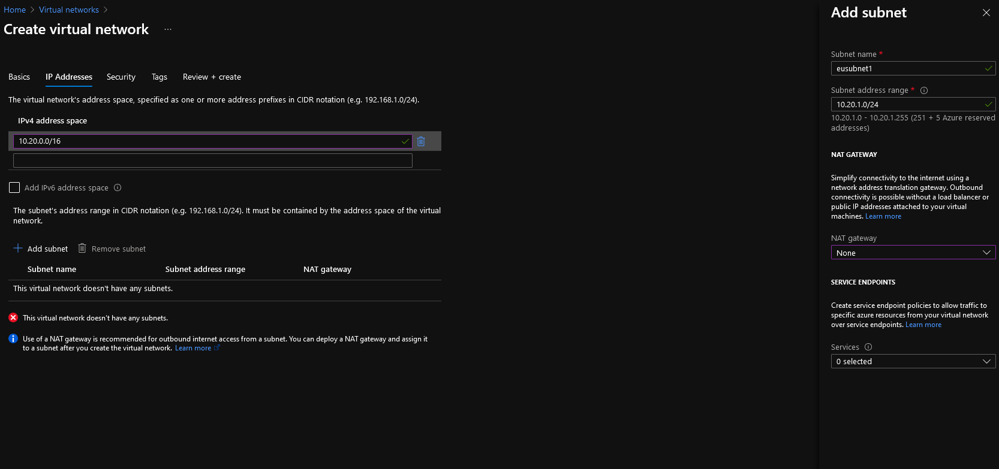 Home > Virtual networks >
Create virtual network ...
Basics IP Addresses Security Tags Review + create
The virtual network's address space, specified as one or more address prefixes in CIDR notation (e.g. 192.168.1.0/24).
IPv4 address space
10.20.0.0/16
Add IPv6 address space
The subnet's address range in CIDR notation (e.g. 192.168.1.0/24). It must be contained by the address space of the virtual
network.
+ Add subnet Remove subnet
Subnet name Subnet address range NAT gateway
This virtual network doesn't have any subnets.
This virtual network doesn't have any subnets.
Use of a NAT gateway is recommended for outbound internet access from a subnet. You can deploy a NAT gateway and assign it
to a subnet after you create the virtual network. Learn more
Add subnet
Subnet name *
eusubnet1
Subnet address range *
10.20.1.0/24
10.20.1.0 - 10.20.1.255 (251 + 5 Azure reserved
addresses)
NAT GATEWAY
Simplify connectivity to the internet using a
network address translation gateway. Outbound
connectivity is possible without a load balancer or
public IP addresses attached to your virtual
machines. Learn more
NAT gateway
None
SERVICE ENDPOINTS
Create service endpoint policies to allow traffic to
specific azure resources from your virtual network
over service endpoints. Learn more
Services
0 selected